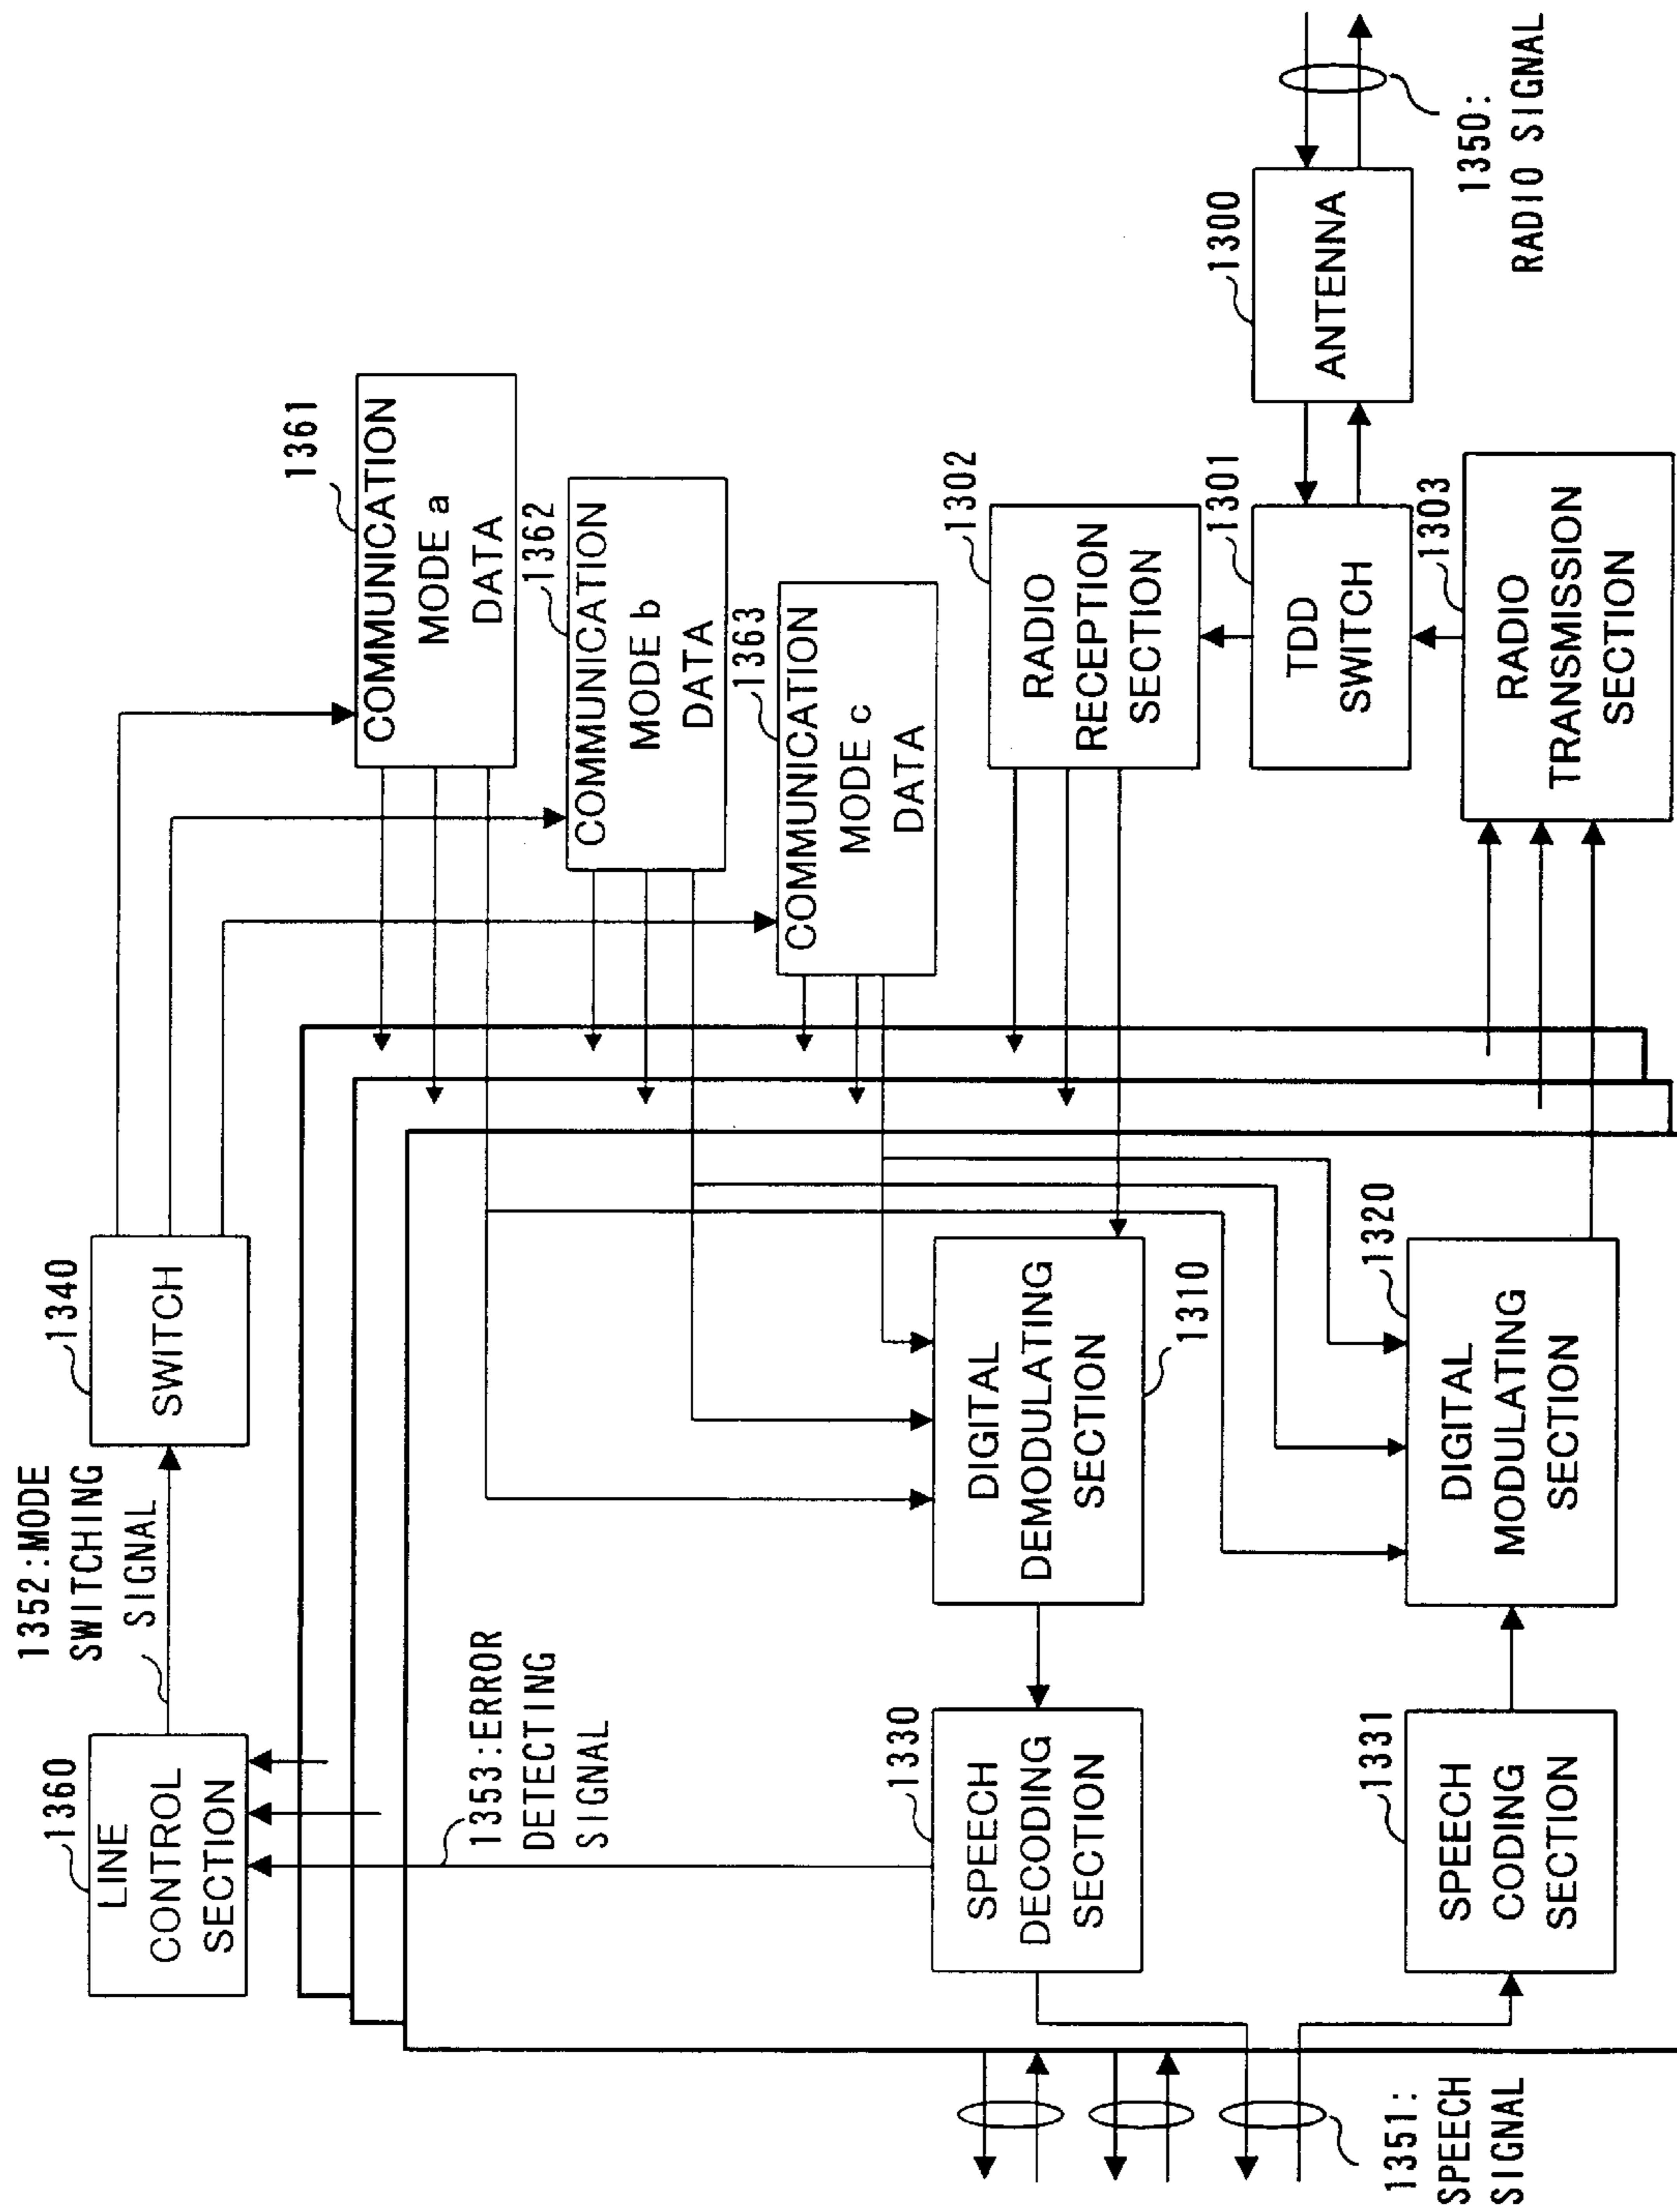 1360
LINE
CONTROL
SECTION
1352:MODE
SWITCHING
SIGNAL
1340
SWITCH
1361
COMMUNICATION
MODE a
DATA
1362
COMMUNICATION
MODE b
DATA
1363
COMMUNICATION
MODE c
DATA
1353:ERROR
DETECTING
SIGNAL
1330
SPEECH
DECODING
SECTION
DIGITAL
DEMODULATING
SECTION
1310
1302
RADIO
RECEPTION
SECTION
1301
TDD
SWITCH
1300
ANTENNA
1350:
RADIO SIGNAL
1351:
SPEECH
SIGNAL
1331
SPEECH
CODING
SECTION
1320
DIGITAL
MODULATING
SECTION
1303
RADIO
TRANSMISSION
SECTION